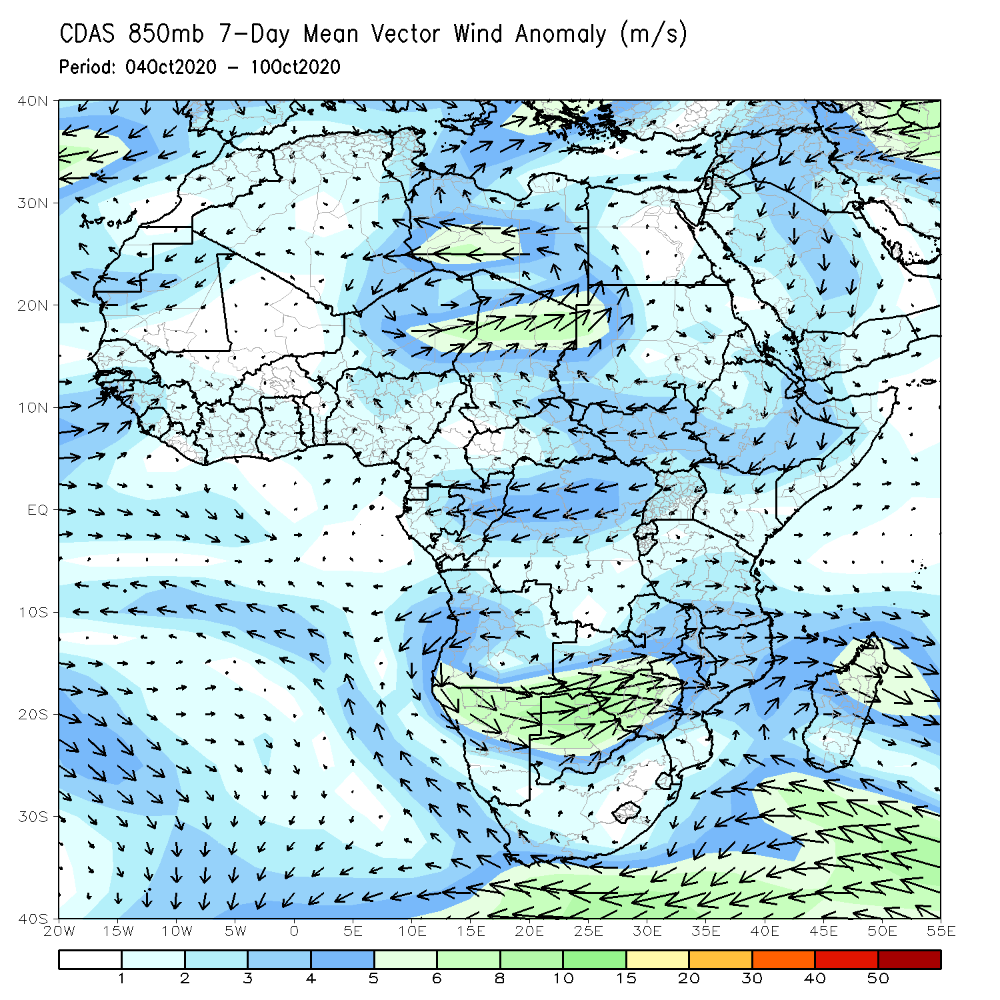 CDAS 850mb 7-Day Mean Vector Wind Anomaly (m/s)
Period: 04Oct2020 - 10Oct2020
40N
30N
20N
10N
EQ
10S
20S
30S
40S
20W 15W 10W 5W 0 5E 10E 15E 20E 25E 30E 35E 40E 45E 50E 55E
1 2 3 4 5 6 8 10 15 20 30 40 50